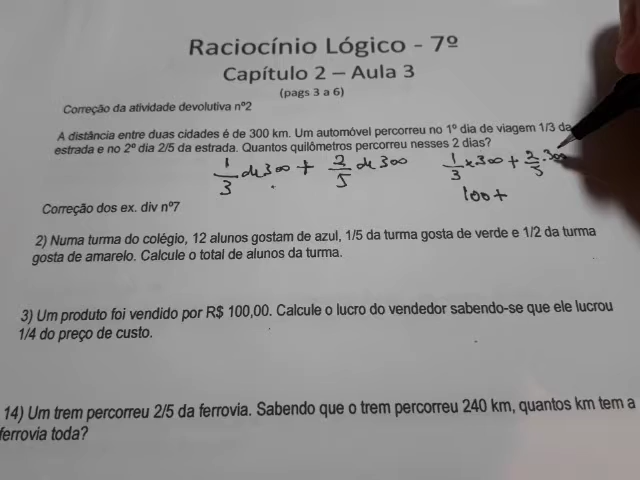 Raciocínio Lógico - 7º
Capítulo 2 – Aula 3
(pags 3 a 6)
Correção da atividade devolutiva nº2
A distância entre duas cidades é de 300 km. Um automóvel percorreu no 1º dia de viagem 1/3 da
estrada e no 2º dia 2/5 da estrada. Quantos quilômetros percorreu nesses 2 dias?
1/3 de 300 + 2/5 de 300
1/3 x 300 + 2/5 . 300
100 +
Correção dos ex. div nº7
2) Numa turma do colégio, 12 alunos gostam de azul, 1/5 da turma gosta de verde e 1/2 da turma
gosta de amarelo. Calcule o total de alunos da turma.
3) Um produto foi vendido por R$ 100,00. Calcule o lucro do vendedor sabendo-se que ele lucrou
1/4 do preço de custo.
14) Um trem percorreu 2/5 da ferrovia. Sabendo que o trem percorreu 240 km, quantos km tem a
ferrovia toda?